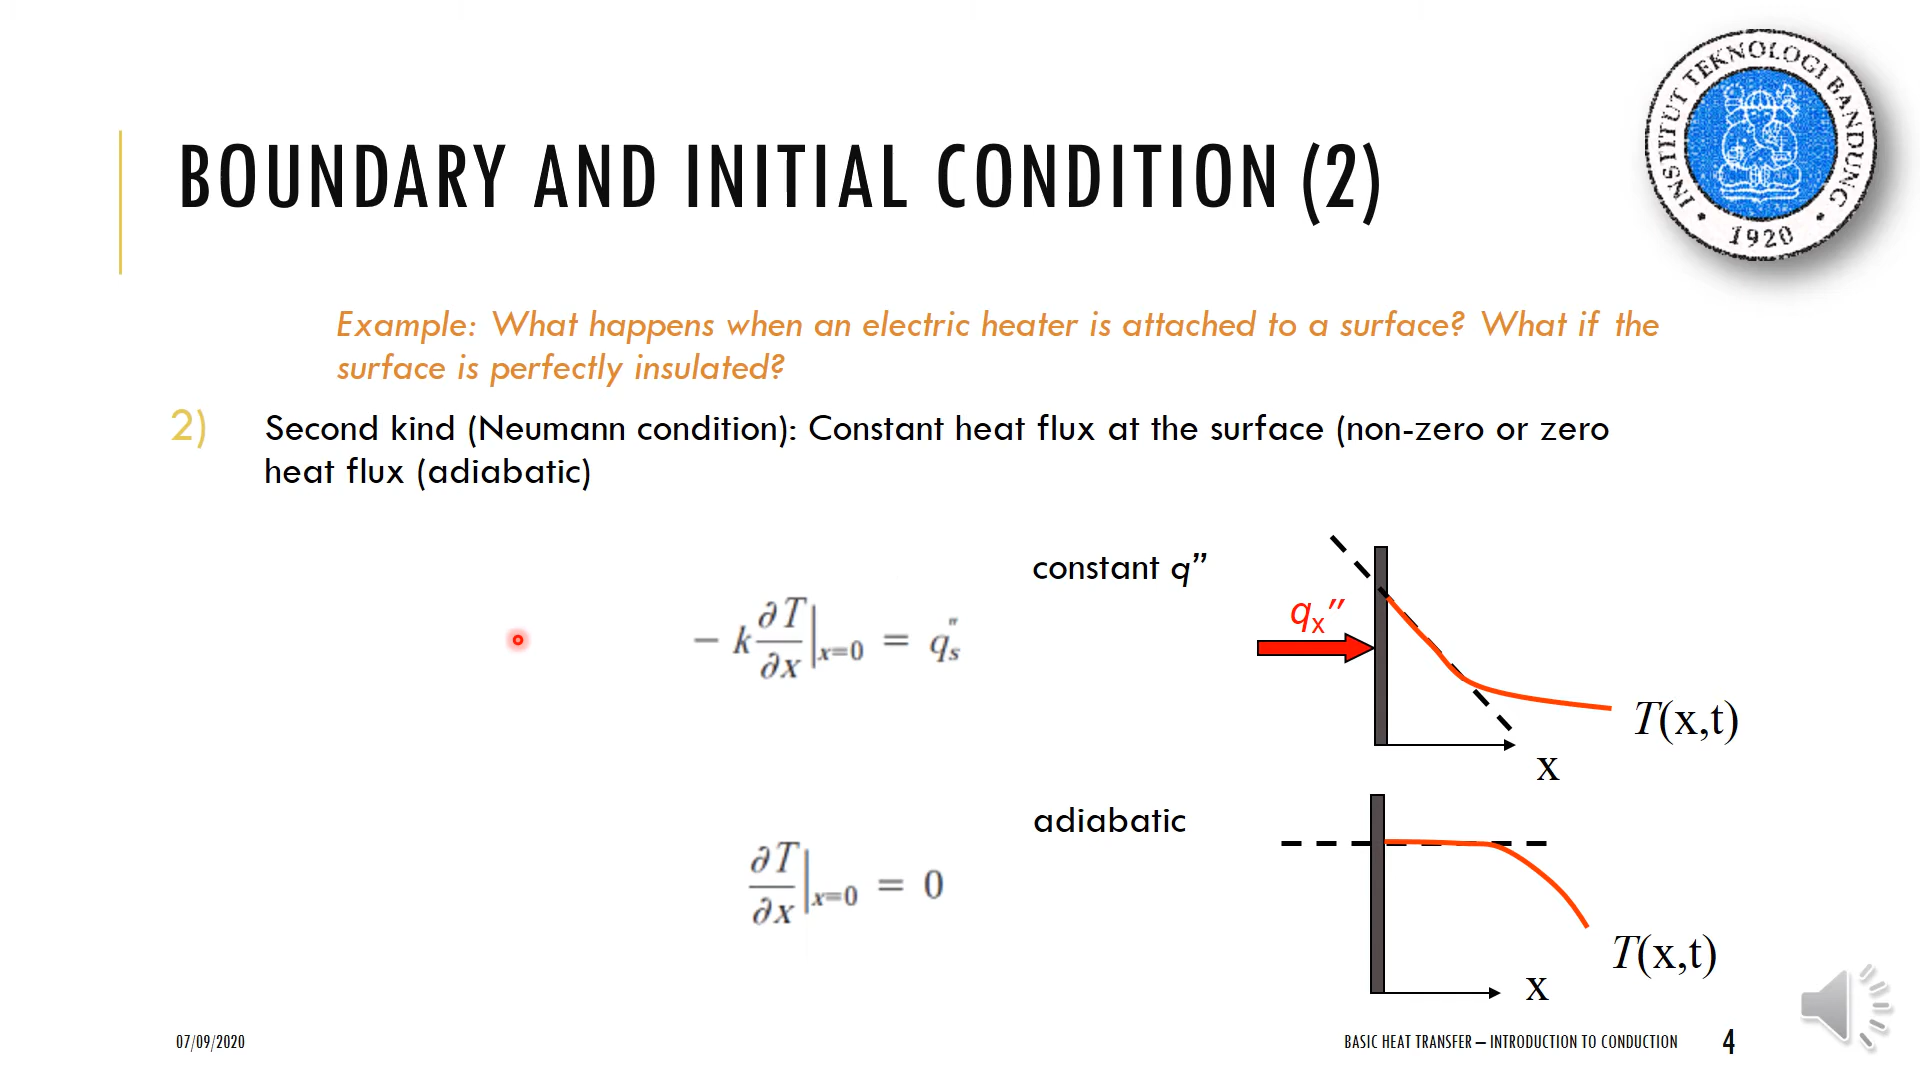 INSTITUT TEKNOLOGI BANDUNG
1920
BOUNDARY AND INITIAL CONDITION (2)
Example: What happens when an electric heater is attached to a surface? What if the
surface is perfectly insulated?
2) Second kind (Neumann condition): Constant heat flux at the surface (non-zero or zero
heat flux (adiabatic)
constant q”
− k ∂T/∂x |x=0 = q″s
qx″
T(x,t)
x
adiabatic
∂T/∂x |x=0 = 0
T(x,t)
x
07/09/2020
BASIC HEAT TRANSFER – INTRODUCTION TO CONDUCTION
4